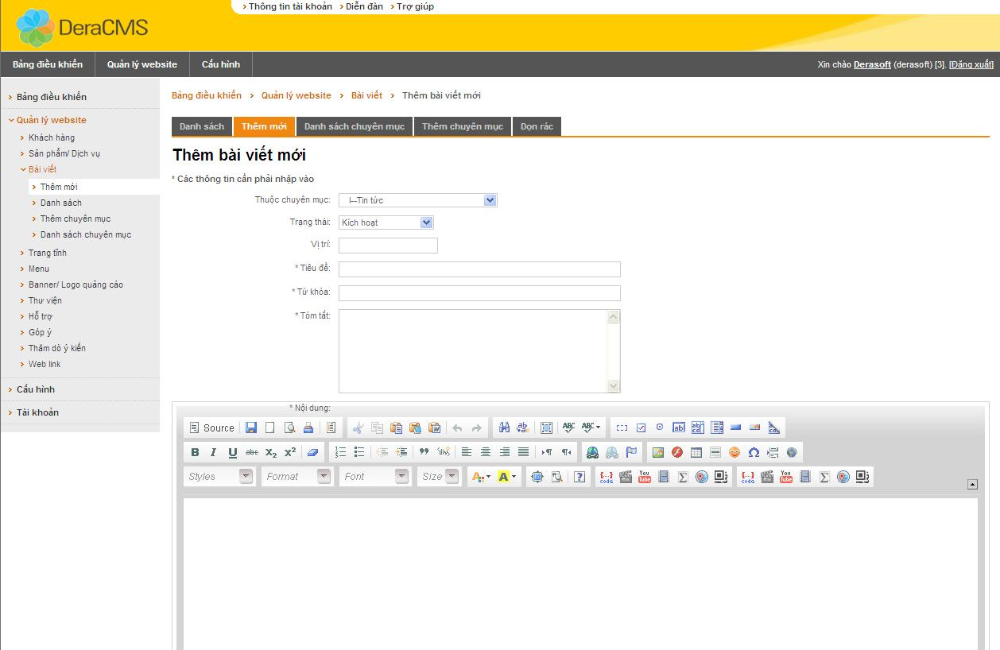 Thông tin tài khoản Diễn đàn Trợ giúp
DeraCMS
Bảng điều khiển Quản lý website Cấu hình
Xin chào Derasoft (derasoft) [3]. [Đăng xuất]
Bảng điều khiển
Quản lý website
Khách hàng
Sản phẩm/ Dịch vụ
Bài viết
Thêm mới
Danh sách
Thêm chuyên mục
Danh sách chuyên mục
Trang tĩnh
Menu
Banner/ Logo quảng cáo
Thư viện
Hỗ trợ
Góp ý
Thăm dò ý kiến
Web link
Cấu hình
Tài khoản
Bảng điều khiển Quản lý website Bài viết Thêm bài viết mới
Danh sách Thêm mới Danh sách chuyên mục Thêm chuyên mục Dọn rác
Thêm bài viết mới
* Các thông tin cần phải nhập vào
Thuộc chuyên mục: |--Tin tức
Trạng thái: Kích hoạt
Vị trí:
* Tiêu đề:
* Từ khóa:
* Tóm tắt:
* Nội dung:
Source
Styles Format Font Size